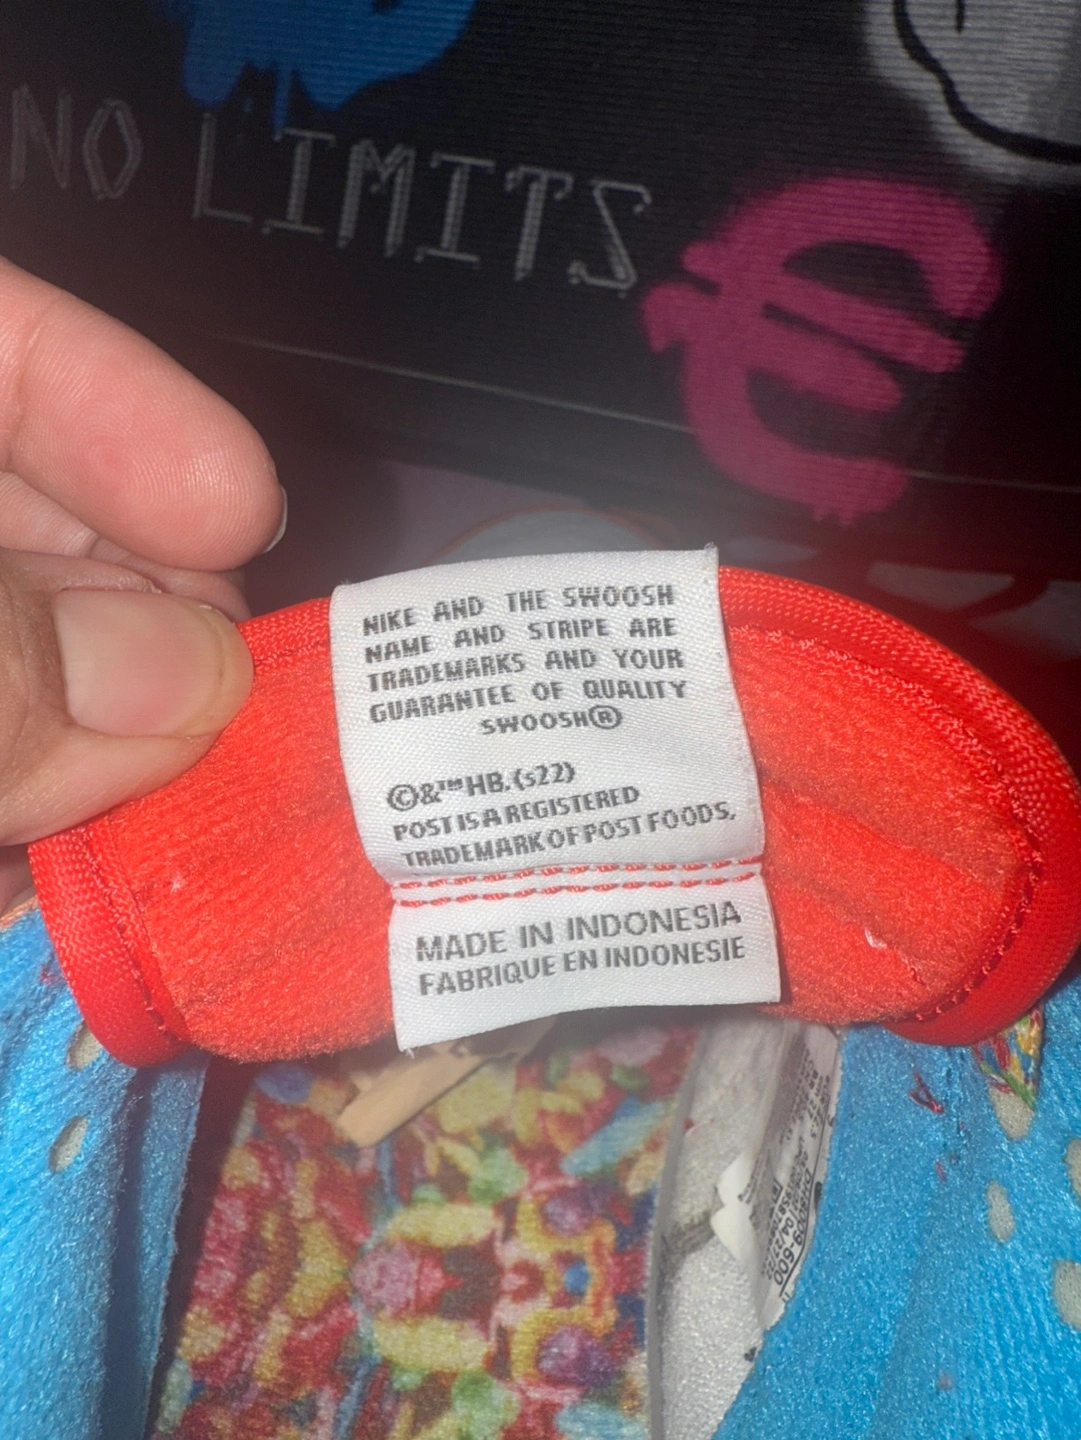 NO LIMITS
NIKE AND THE SWOOSH
NAME AND STRIPE ARE
TRADEMARKS AND YOUR
GUARANTEE OF QUALITY
SWOOSH®
©&™HB.(s22)
POST IS A REGISTERED
TRADEMARK OF POST FOODS,
MADE IN INDONESIA
FABRIQUE EN INDONESIE